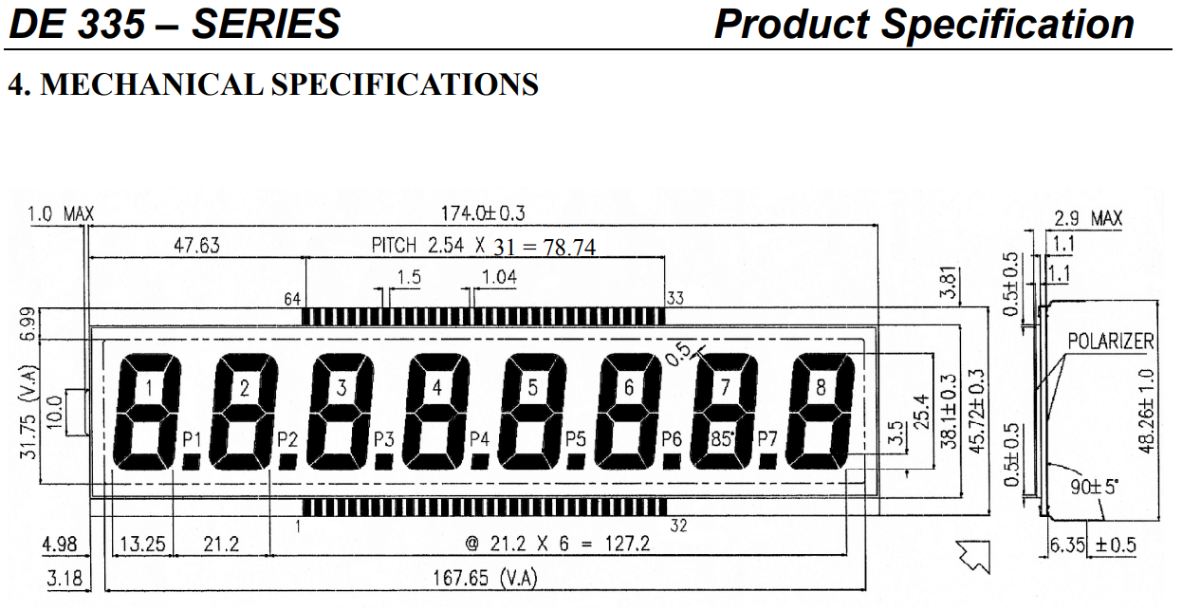 DE 335 – SERIES Product Specification
4. MECHANICAL SPECIFICATIONS
1.0 MAX
174.0±0.3
2.9 MAX
47.63
PITCH 2.54 X 31 = 78.74
1.1
1.5
1.04
1.1
64
33
3.81
0.5±0.5
6.99
POLARIZER
0.5
1
2
3
4
5
6
7
8
31.75 (V.A)
10.0
P1
P2
P3
P4
P5
P6
85°
P7
3.5
25.4
38.1±0.3
45.72±0.3
0.5±0.5
48.26±1.0
90±5°
1
32
4.98
13.25
21.2
@ 21.2 X 6 = 127.2
6.35 ±0.5
3.18
167.65 (V.A)